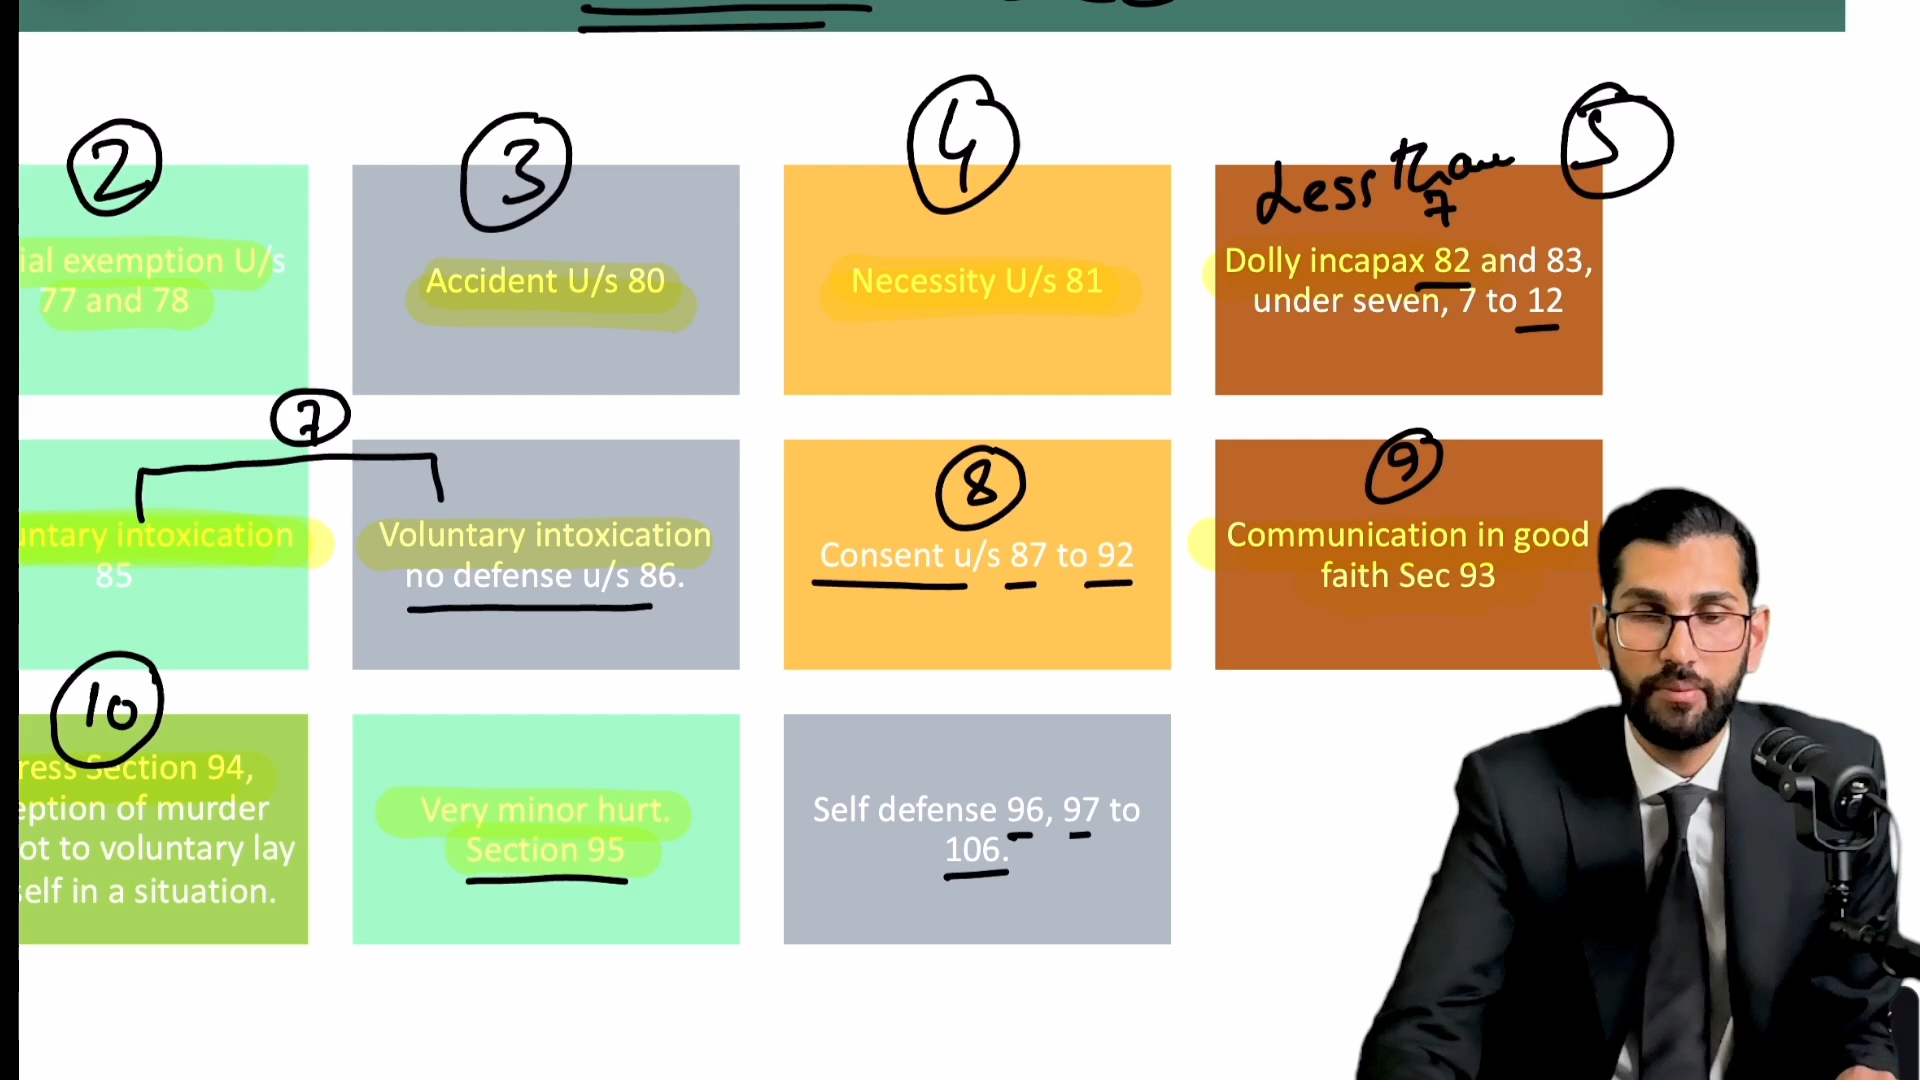 2
3
4
5
Less than
7
ial exemption U/s
77 and 78
Accident U/s 80
Necessity U/s 81
Dolly incapax 82 and 83,
under seven, 7 to 12
7
8
9
untary intoxication
85
Voluntary intoxication
no defense u/s 86.
Consent u/s 87 to 92
Communication in good
faith Sec 93
10
ress Section 94,
eption of murder
ot to voluntary lay
self in a situation.
Very minor hurt.
Section 95
Self defense 96, 97 to
106.